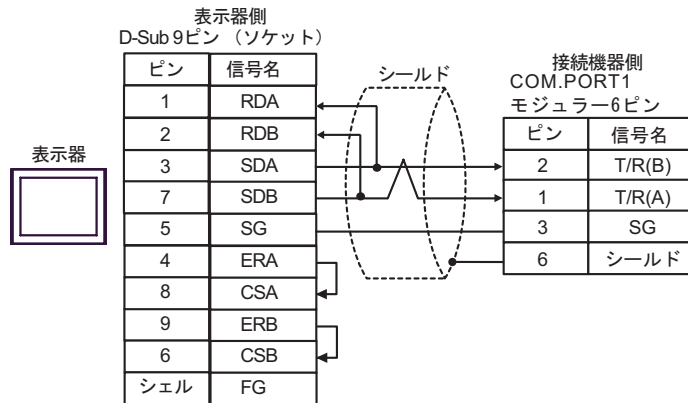 表示器側
D-Sub 9ピン （ソケット）
ピン 信号名
1 RDA
2 RDB
3 SDA
7 SDB
5 SG
4 ERA
8 CSA
9 ERB
6 CSB
シェル FG
表示器
シールド
接続機器側
COM.PORT1
モジュラー6ピン
ピン 信号名
2 T/R(B)
1 T/R(A)
3 SG
6 シールド